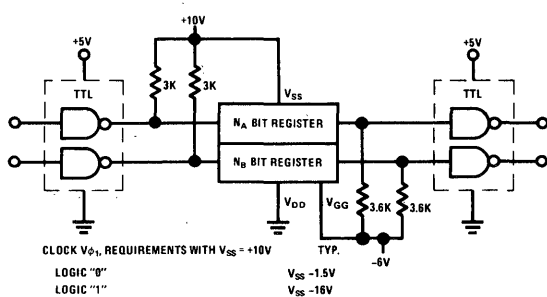 +10V
+5V
TTL
3K
3K
VSS
NA BIT REGISTER
NB BIT REGISTER
VDD
VGG
3.6K
3.6K
-6V
+5V
TTL
CLOCK Vφ1, REQUIREMENTS WITH VSS = +10V TYP.
LOGIC "0" VSS -1.5V
LOGIC "1" VSS -16V